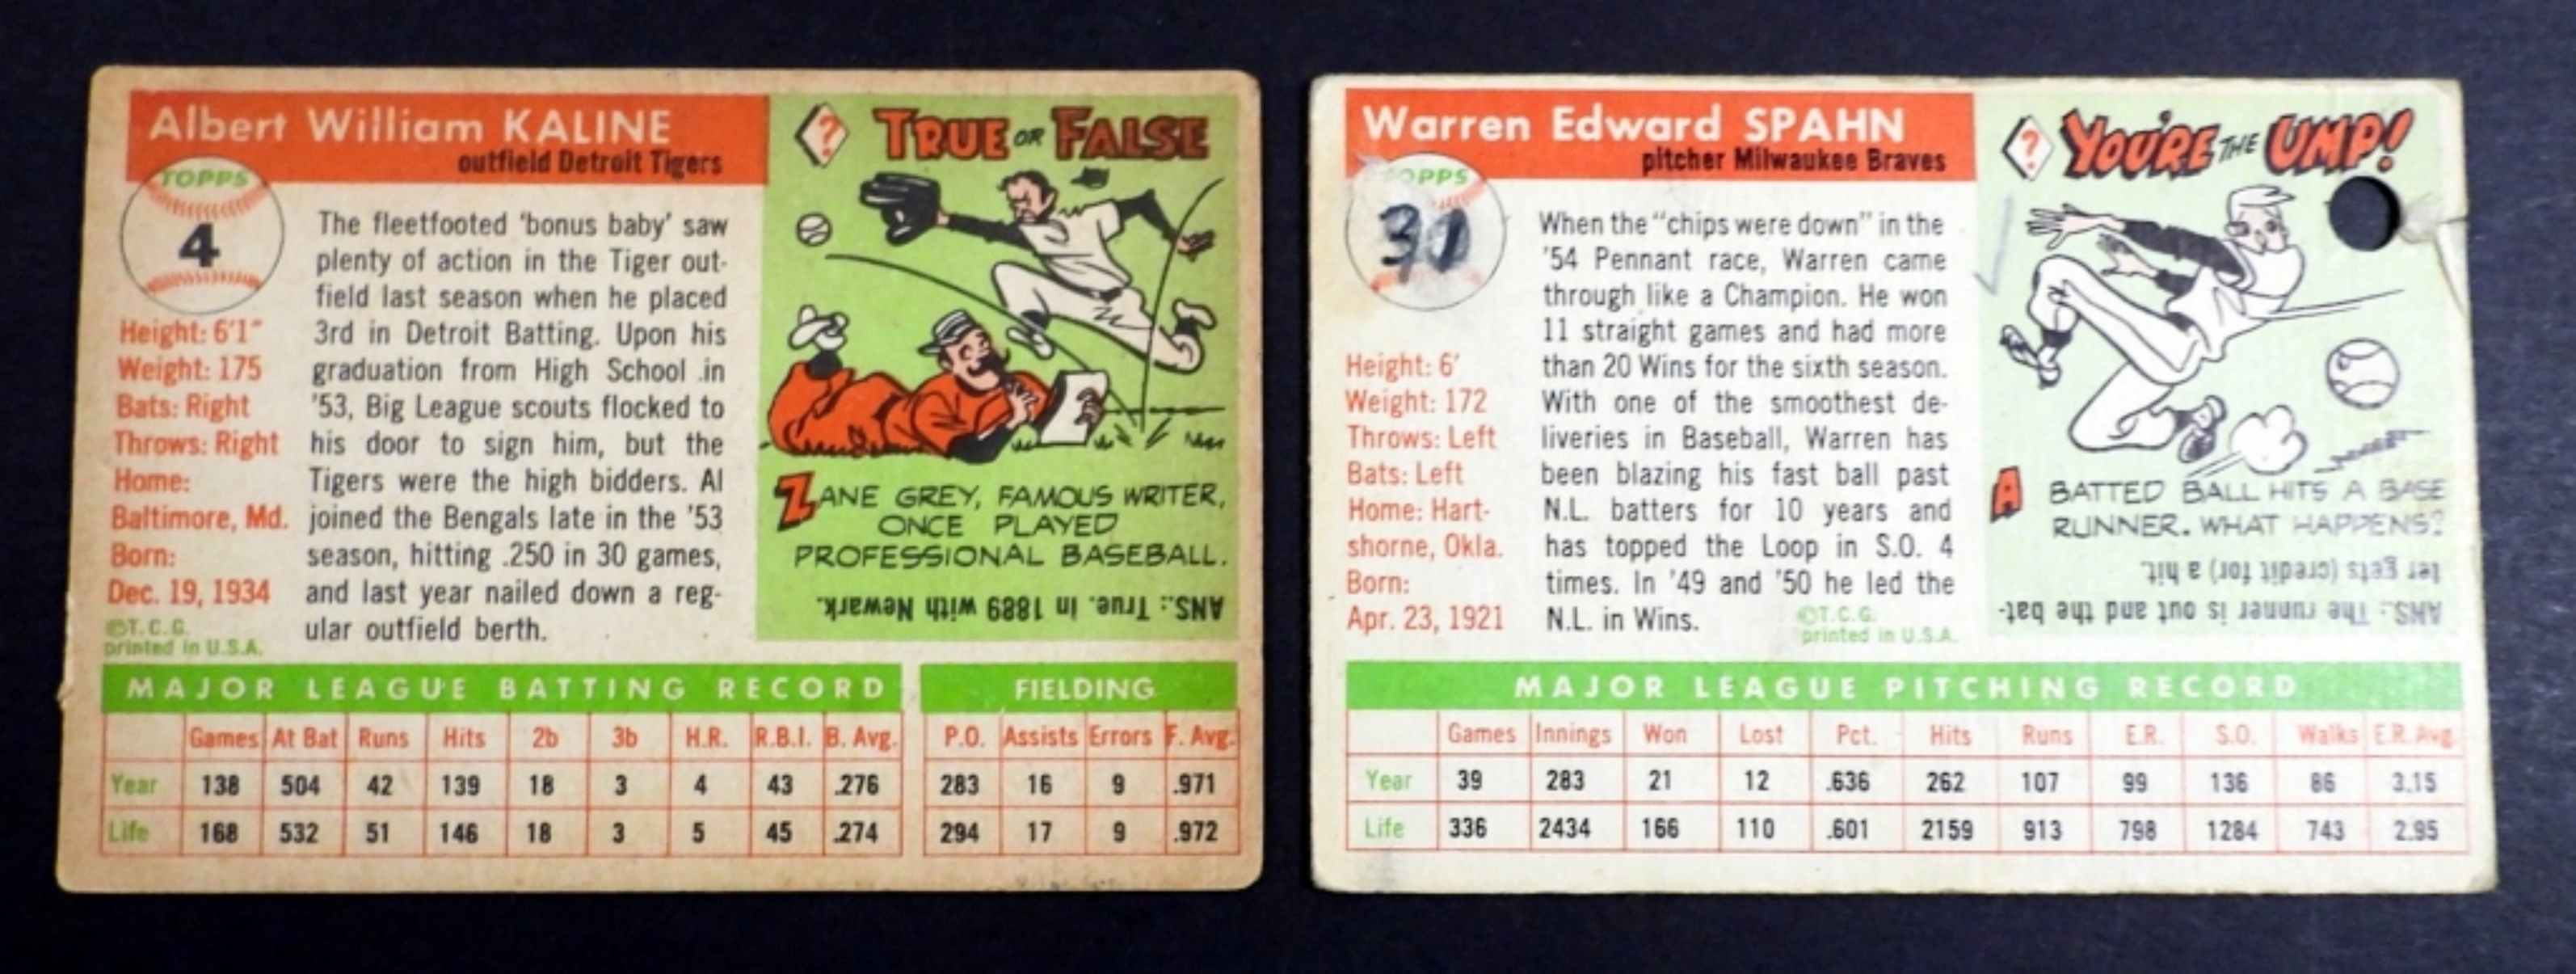 Albert William KALINE
outfield Detroit Tigers
TOPPS
4
Height: 6'1"
Weight: 175
Bats: Right
Throws: Right
Home:
Baltimore, Md.
Born:
Dec. 19, 1934
©T.C.G.
printed in U.S.A.
The fleetfooted 'bonus baby' saw
plenty of action in the Tiger out-
field last season when he placed
3rd in Detroit Batting. Upon his
graduation from High School .in
'53, Big League scouts flocked to
his door to sign him, but the
Tigers were the high bidders. Al
joined the Bengals late in the '53
season, hitting .250 in 30 games,
and last year nailed down a reg-
ular outfield berth.
? TRUE OR FALSE
ZANE GREY, FAMOUS WRITER,
ONCE PLAYED
PROFESSIONAL BASEBALL.
ANS.: True. In 1889 with Newark.
MAJOR LEAGUE BATTING RECORD
FIELDING
Games At Bat Runs Hits 2b 3b H.R. R.B.I. B. Avg. P.O. Assists Errors F. Avg.
Year 138 504 42 139 18 3 4 43 .276 283 16 9 .971
Life 168 532 51 146 18 3 5 45 .274 294 17 9 .972
Warren Edward SPAHN
pitcher Milwaukee Braves
TOPPS
Height: 6'
Weight: 172
Throws: Left
Bats: Left
Home: Hart-
shorne, Okla.
Born:
Apr. 23, 1921
When the "chips were down" in the
'54 Pennant race, Warren came
through like a Champion. He won
11 straight games and had more
than 20 Wins for the sixth season.
With one of the smoothest de-
liveries in Baseball, Warren has
been blazing his fast ball past
N.L. batters for 10 years and
has topped the Loop in S.O. 4
times. In '49 and '50 he led the
N.L. in Wins.
©T.C.G.
printed in U.S.A.
? YOU'RE THE UMP!
A BATTED BALL HITS A BASE
RUNNER. WHAT HAPPENS?
ANS.: The runner is out and the bat-
ter gets (credit for) a hit.
MAJOR LEAGUE PITCHING RECORD
Games Innings Won Lost Pct. Hits Runs E.R. S.O. Walks E.R. Avg.
Year 39 283 21 12 .636 262 107 99 136 86 3.15
Life 336 2434 166 110 .601 2159 913 798 1284 743 2.95